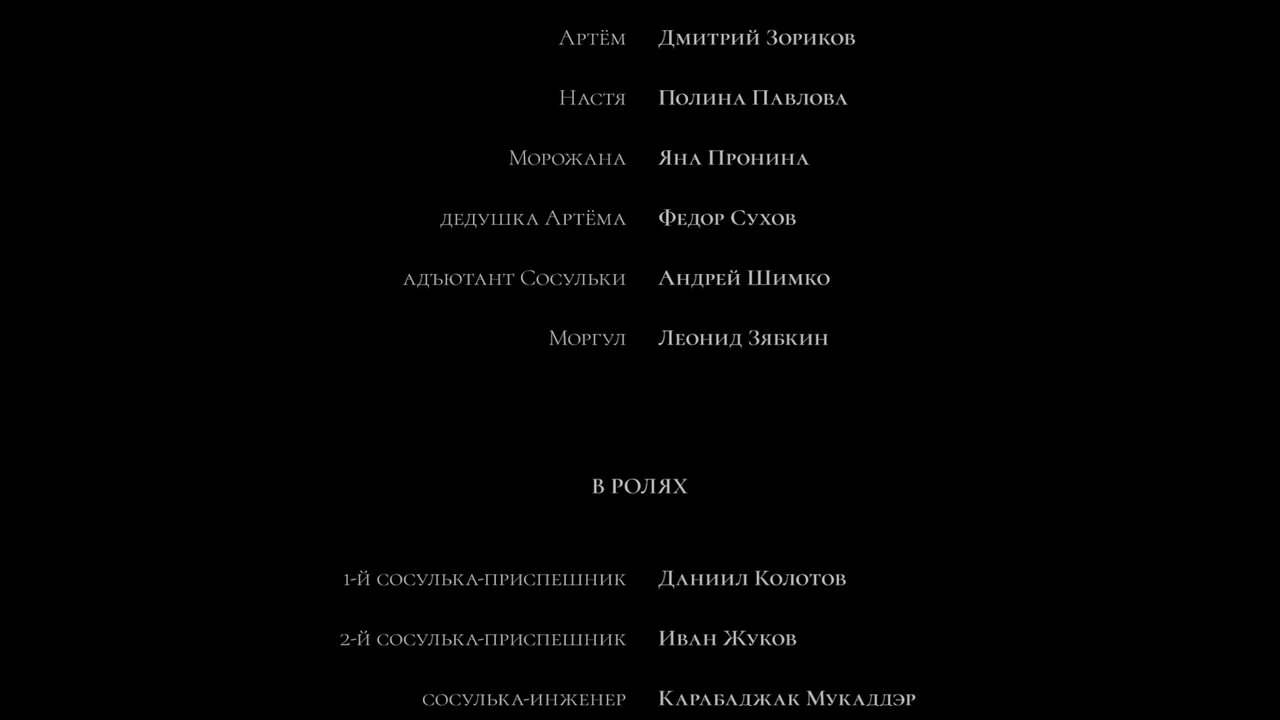 Артём Дмитрий Зориков
Настя Полина Павлова
Морожана Яна Пронина
дедушка Артёма Федор Сухов
адъютант Сосульки Андрей Шимко
Моргул Леонид Зябкин
В РОЛЯХ
1-й сосулька-приспешник Даниил Колотов
2-й сосулька-приспешник Иван Жуков
сосулька-инженер Карабаджак Мукаддэр